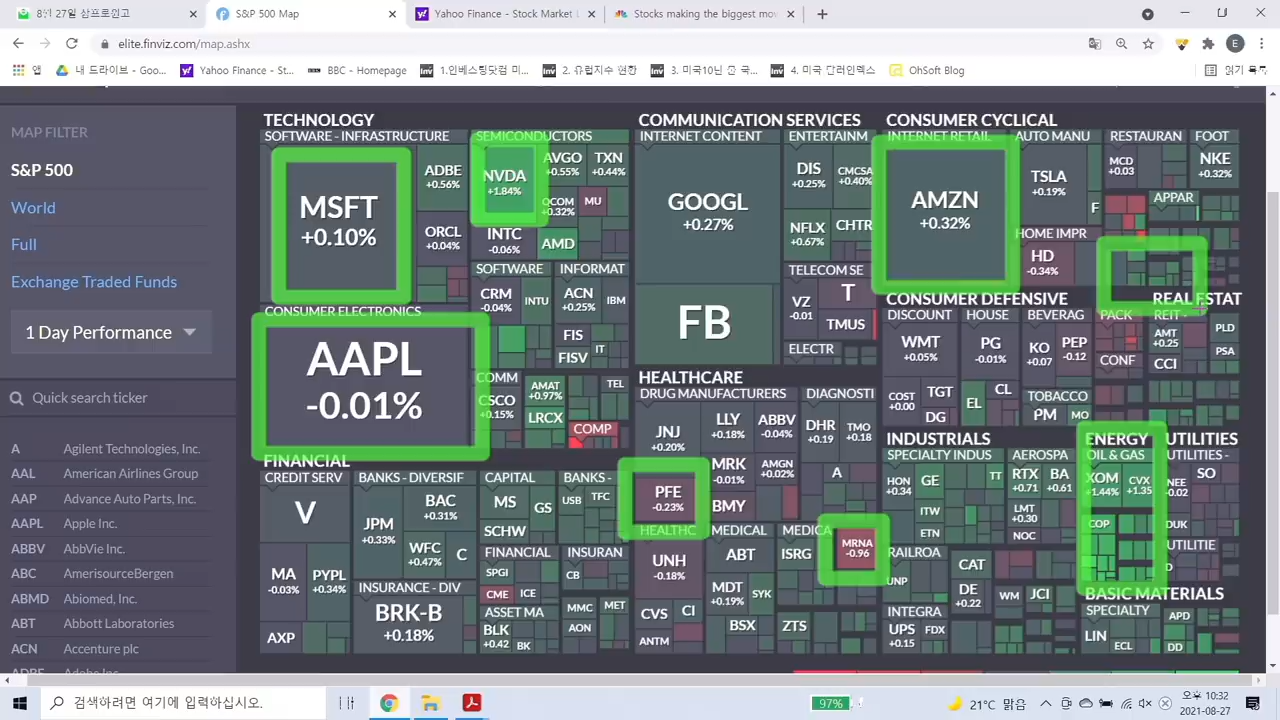 8월 27일 삼프로원고
S&P 500 Map
Yahoo Finance - Stock Market L
Stocks making the biggest mov
elite.finviz.com/map.ashx
E
앱
내 드라이브 - Goo...
Yahoo Finance - St...
BBC - Homepage
1.인베스팅닷컴 미...
2. 유럽지수 현황
3. 미국10년 준 국...
4. 미국 달러인덱스
OhSoft Blog
읽기 목록
MAP FILTER
S&P 500
World
Full
Exchange Traded Funds
1 Day Performance
Quick search ticker
A Agilent Technologies, Inc.
AAL American Airlines Group
AAP Advance Auto Parts, Inc.
AAPL Apple Inc.
ABBV AbbVie Inc.
ABC AmerisourceBergen
ABMD Abiomed, Inc.
ABT Abbott Laboratories
ACN Accenture plc
ADBE Adobe Inc.
TECHNOLOGY
SOFTWARE - INFRASTRUCTURE
MSFT
+0.10%
ADBE
+0.56%
ORCL
+0.04%
SEMICONDUCTORS
NVDA
+1.84%
AVGO
+0.55%
TXN
+0.44%
QCOM
+0.32%
MU
INTC
-0.06%
AMD
CONSUMER ELECTRONICS
AAPL
-0.01%
SOFTWARE
CRM
-0.04%
INTU
INFORMAT
ACN
+0.25%
IBM
FIS
FISV
IT
COMM
CSCO
+0.15%
AMAT
+0.97%
LRCX
TEL
COMP
COMMUNICATION SERVICES
INTERNET CONTENT
GOOGL
+0.27%
FB
ENTERTAINM
DIS
+0.25%
CMCSA
+0.40%
NFLX
+0.67%
CHTR
TELECOM SE
VZ
-0.01
T
TMUS
ELECTR
CONSUMER CYCLICAL
INTERNET RETAIL
AMZN
+0.32%
AUTO MANU
TSLA
+0.19%
F
HOME IMPR
HD
-0.34%
RESTAURAN
MCD
+0.03
FOOT
NKE
+0.32%
APPAR
CONSUMER DEFENSIVE
DISCOUNT
WMT
+0.05%
COST
+0.00
TGT
DG
HOUSE
PG
-0.01%
EL
CL
BEVERAG
KO
+0.07
PEP
-0.12
TOBACCO
PM
MO
PACK
CONF
REAL ESTAT
REIT -
AMT
+0.25
CCI
PLD
PSA
FINANCIAL
CREDIT SERV
V
MA
-0.03%
PYPL
+0.34%
AXP
BANKS - DIVERSIF
JPM
+0.33%
BAC
+0.31%
WFC
+0.47%
C
INSURANCE - DIV
BRK-B
+0.18%
CAPITAL
MS
GS
SCHW
BANKS -
USB
TFC
FINANCIAL
SPGI
CME
ICE
INSURAN
CB
MMC
MET
AON
ASSET MA
BLK
+0.42
BK
HEALTHCARE
DRUG MANUFACTURERS
JNJ
+0.20%
LLY
+0.18%
ABBV
-0.04%
PFE
-0.23%
MRK
-0.01%
AMGN
+0.02%
BMY
DIAGNOSTI
DHR
+0.19
TMO
+0.18
A
HEALTHC
UNH
-0.18%
CVS
CI
ANTM
MEDICAL
ABT
MDT
+0.19%
SYK
BSX
MEDICA
ISRG
ZTS
MRNA
-0.96
INDUSTRIALS
SPECIALTY INDUS
HON
+0.34
GE
TT
ITW
ETN
AEROSPA
RTX
+0.71
BA
+0.61
LMT
+0.30
NOC
RAILROA
UNP
CAT
DE
+0.22
WM
JCI
INTEGRA
UPS
+0.15
FDX
ENERGY
OIL & GAS
XOM
+1.44%
CVX
+1.35
COP
UTILITIES
UTILITIES -
NEE
-0.02
SO
DUK
UTILITIE
D
BASIC MATERIALS
SPECIALTY
LIN
ECL
APD
DD
검색하려면 여기에 입력하십시오.
97%
21°C 맑음
오후 10:32
2021-08-27